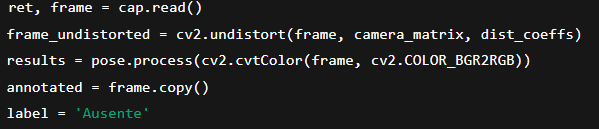 ret, frame = cap.read()
frame_undistorted = cv2.undistort(frame, camera_matrix, dist_coeffs)
results = pose.process(cv2.cvtColor(frame, cv2.COLOR_BGR2RGB))
annotated = frame.copy()
label = 'Ausente'